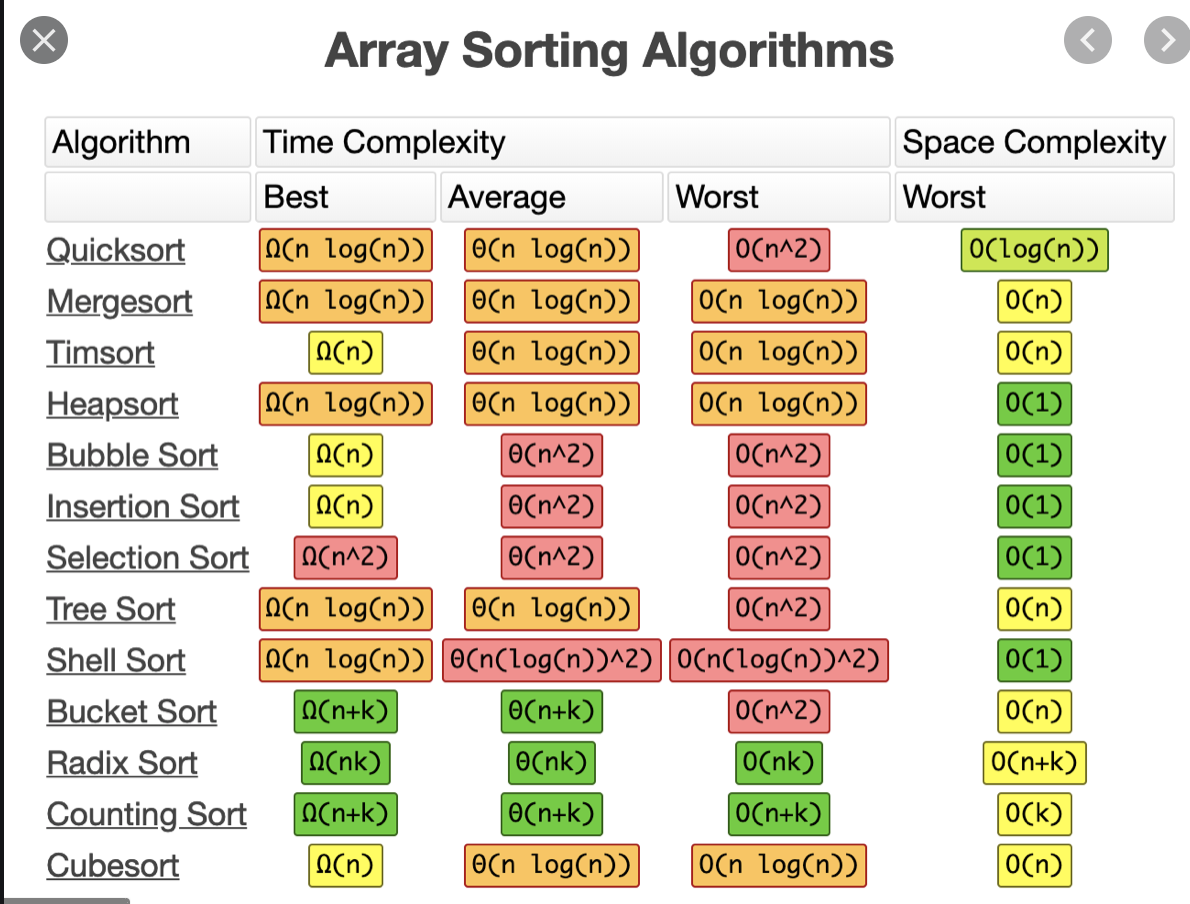 Array Sorting Algorithms
Algorithm Time Complexity Space Complexity
Best Average Worst Worst
Quicksort Ω(n log(n)) Θ(n log(n)) O(n^2) O(log(n))
Mergesort Ω(n log(n)) Θ(n log(n)) O(n log(n)) O(n)
Timsort Ω(n) Θ(n log(n)) O(n log(n)) O(n)
Heapsort Ω(n log(n)) Θ(n log(n)) O(n log(n)) O(1)
Bubble Sort Ω(n) Θ(n^2) O(n^2) O(1)
Insertion Sort Ω(n) Θ(n^2) O(n^2) O(1)
Selection Sort Ω(n^2) Θ(n^2) O(n^2) O(1)
Tree Sort Ω(n log(n)) Θ(n log(n)) O(n^2) O(n)
Shell Sort Ω(n log(n)) Θ(n(log(n))^2) O(n(log(n))^2) O(1)
Bucket Sort Ω(n+k) Θ(n+k) O(n^2) O(n)
Radix Sort Ω(nk) Θ(nk) O(nk) O(n+k)
Counting Sort Ω(n+k) Θ(n+k) O(n+k) O(k)
Cubesort Ω(n) Θ(n log(n)) O(n log(n)) O(n)